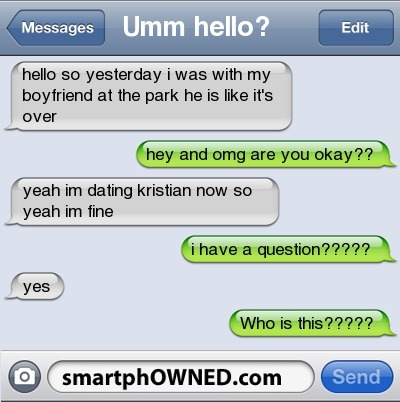 Messages
Umm hello?
Edit
hello so yesterday i was with my
boyfriend at the park he is like it's
over
hey and omg are you okay??
yeah im dating kristian now so
yeah im fine
i have a question?????
yes
Who is this?????
smartphOWNED.com
Send